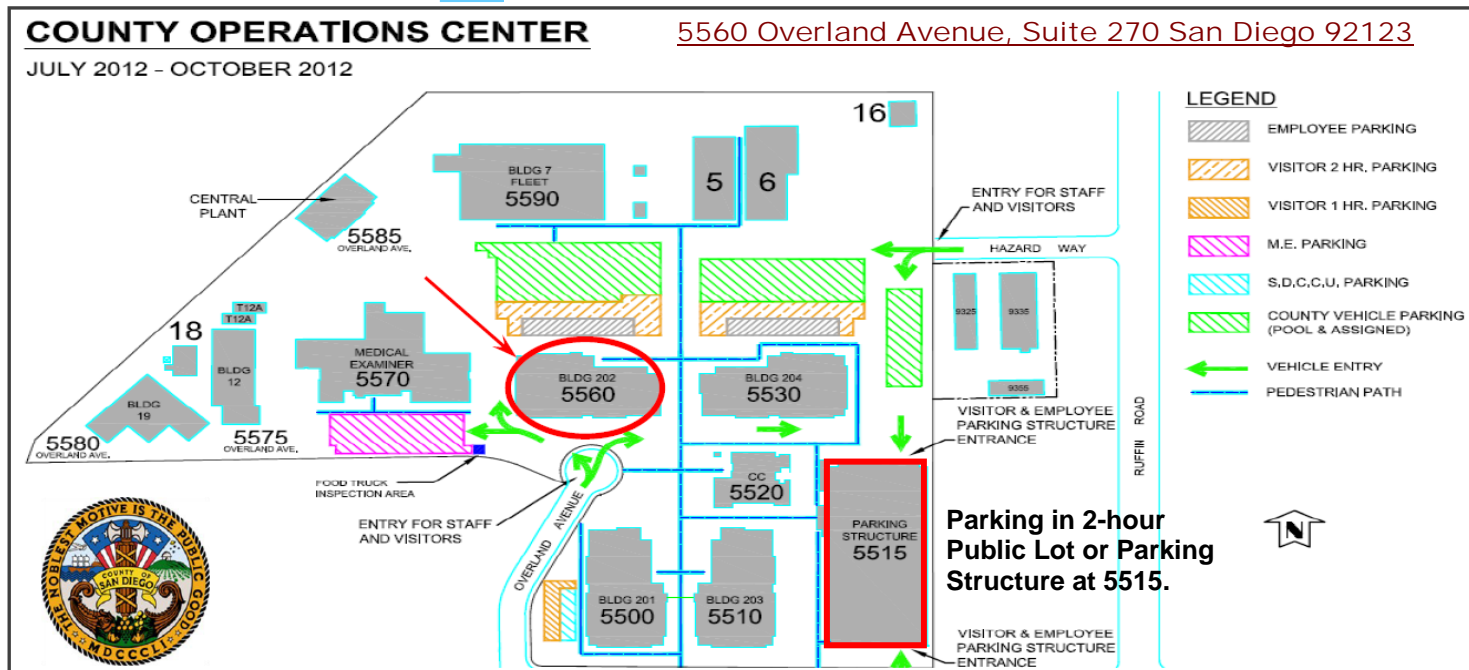 COUNTY OPERATIONS CENTER
5560 Overland Avenue, Suite 270 San Diego 92123
JULY 2012 - OCTOBER 2012
LEGEND
EMPLOYEE PARKING
VISITOR 2 HR. PARKING
VISITOR 1 HR. PARKING
M.E. PARKING
S.D.C.C.U. PARKING
COUNTY VEHICLE PARKING
(POOL & ASSIGNED)
VEHICLE ENTRY
PEDESTRIAN PATH
16
BLDG 7
FLEET
5590
5
6
CENTRAL
PLANT
5585
OVERLAND AVE.
ENTRY FOR STAFF
AND VISITORS
HAZARD WAY
9325
9335
9355
T12A
T12A
18
BLDG
12
BLDG
19
5580
OVERLAND AVE.
5575
OVERLAND AVE.
MEDICAL
EXAMINER
5570
BLDG 202
5560
BLDG 204
5530
VISITOR & EMPLOYEE
PARKING STRUCTURE
ENTRANCE
RUFFIN ROAD
FOOD TRUCK
INSPECTION AREA
ENTRY FOR STAFF
AND VISITORS
OVERLAND AVENUE
CC
5520
PARKING
STRUCTURE
5515
Parking in 2-hour
Public Lot or Parking
Structure at 5515.
N
BLDG 201
5500
BLDG 203
5510
VISITOR & EMPLOYEE
PARKING STRUCTURE
ENTRANCE
THE NOBLEST MOTIVE IS THE PUBLIC GOOD
COUNTY OF
SAN DIEGO
MDCCCLII